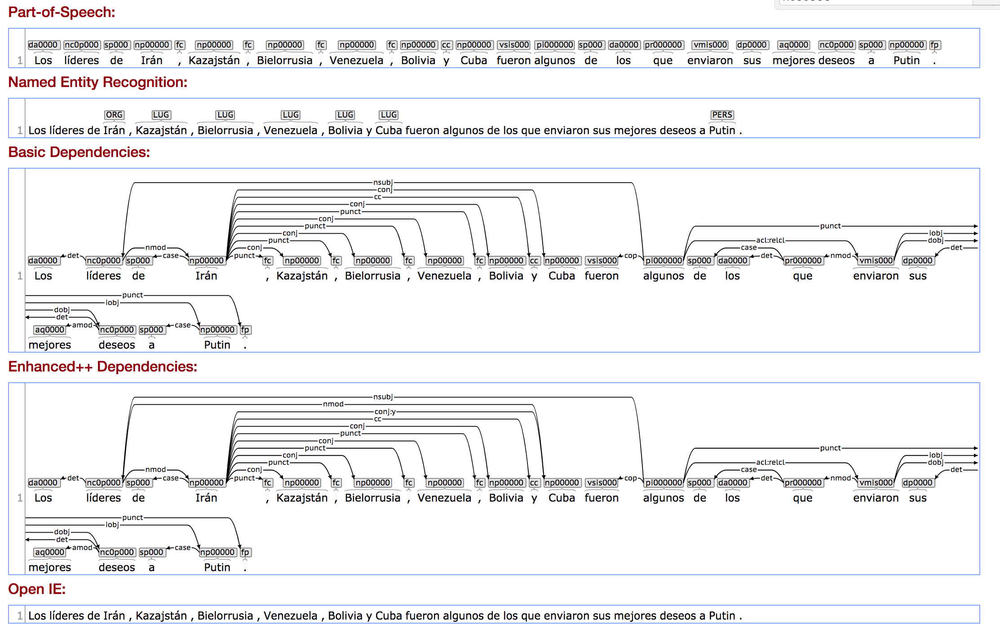 Part-of-Speech:
da0000 nc0p000 sp000 np00000 fc np00000 fc np00000 fc np00000 fc np00000 cc np00000 vsis000 pi000000 sp000 da0000 pr000000 vmis000 dp0000 aq0000 nc0p000 sp000 np00000 fp
1 Los líderes de Irán , Kazajstán , Bielorrusia , Venezuela , Bolivia y Cuba fueron algunos de los que enviaron sus mejores deseos a Putin .
Named Entity Recognition:
ORG LUG LUG LUG LUG LUG PERS
1 Los líderes de Irán , Kazajstán , Bielorrusia , Venezuela , Bolivia y Cuba fueron algunos de los que enviaron sus mejores deseos a Putin .
Basic Dependencies:
nsubj
conj
cc
conj
punct
conj
punct punct
conj iobj
punct acl:relcl dobj
nmod conj case det
det case punct cop det nmod
da0000 nc0p000 sp000 np00000 fc np00000 fc np00000 fc np00000 fc np00000 cc np00000 vsis000 pi000000 sp000 da0000 pr000000 vmis000 dp0000
1 Los líderes de Irán , Kazajstán , Bielorrusia , Venezuela , Bolivia y Cuba fueron algunos de los que enviaron sus
punct
iobj
dobj
det
amod case
aq0000 nc0p000 sp000 np00000 fp
mejores deseos a Putin .
Enhanced++ Dependencies:
nsubj
nmod
conj:y
cc
conj
punct
conj
punct punct
conj iobj
punct acl:relcl dobj
nmod conj case det
det case punct cop det nmod
da0000 nc0p000 sp000 np00000 fc np00000 fc np00000 fc np00000 fc np00000 cc np00000 vsis000 pi000000 sp000 da0000 pr000000 vmis000 dp0000
1 Los líderes de Irán , Kazajstán , Bielorrusia , Venezuela , Bolivia y Cuba fueron algunos de los que enviaron sus
punct
iobj
dobj
det
amod case
aq0000 nc0p000 sp000 np00000 fp
mejores deseos a Putin .
Open IE:
1 Los líderes de Irán , Kazajstán , Bielorrusia , Venezuela , Bolivia y Cuba fueron algunos de los que enviaron sus mejores deseos a Putin .